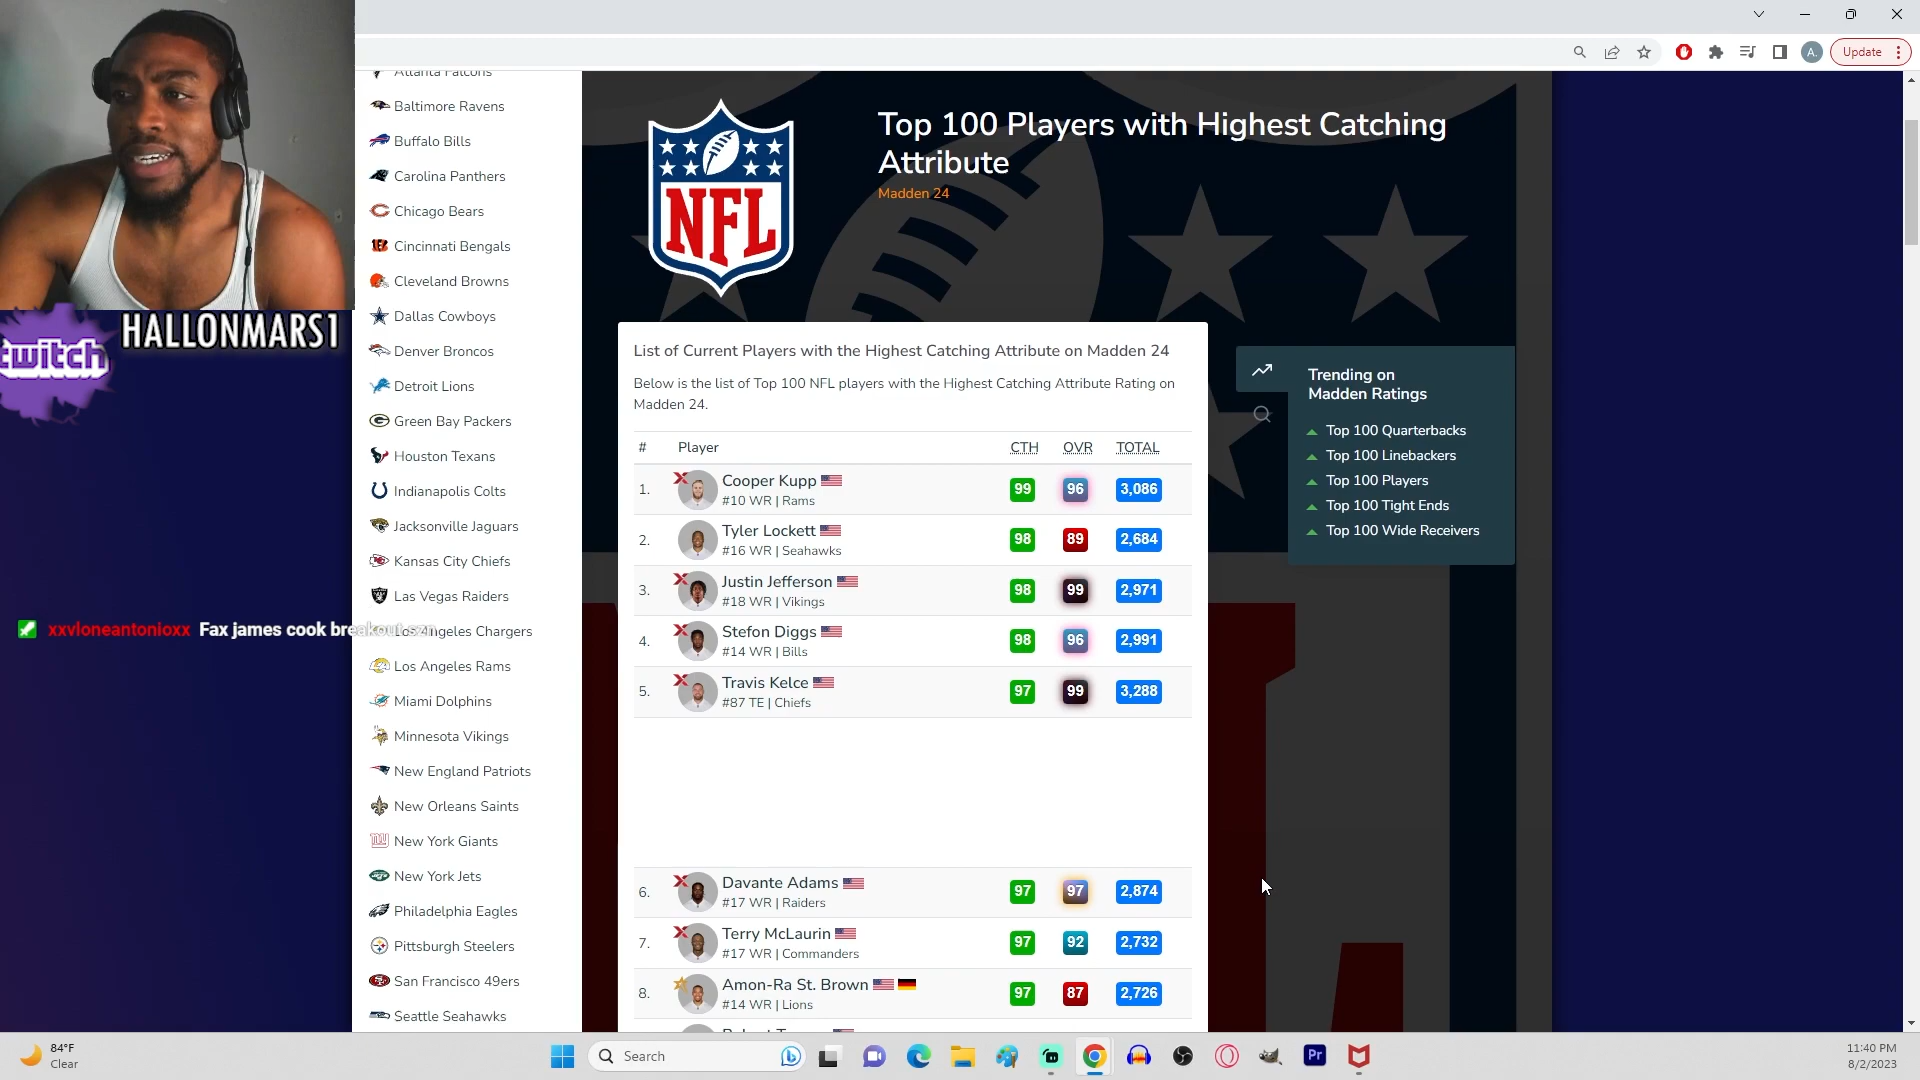 Update
Atlanta Falcons
Baltimore Ravens
Buffalo Bills
Carolina Panthers
Chicago Bears
Cincinnati Bengals
Cleveland Browns
Dallas Cowboys
Denver Broncos
Detroit Lions
Green Bay Packers
Houston Texans
Indianapolis Colts
Jacksonville Jaguars
Kansas City Chiefs
Las Vegas Raiders
Los Angeles Chargers
Los Angeles Rams
Miami Dolphins
Minnesota Vikings
New England Patriots
New Orleans Saints
New York Giants
New York Jets
Philadelphia Eagles
Pittsburgh Steelers
San Francisco 49ers
Seattle Seahawks
twitch
HALLONMARS1
xxvloneantonioxx Fax james cook breakout szn
NFL
Top 100 Players with Highest Catching
Attribute
Madden 24
List of Current Players with the Highest Catching Attribute on Madden 24
Below is the list of Top 100 NFL players with the Highest Catching Attribute Rating on
Madden 24.
# Player CTH OVR TOTAL
1. Cooper Kupp 99 96 3,086
#10 WR | Rams
2. Tyler Lockett 98 89 2,684
#16 WR | Seahawks
3. Justin Jefferson 98 99 2,971
#18 WR | Vikings
4. Stefon Diggs 98 96 2,991
#14 WR | Bills
5. Travis Kelce 97 99 3,288
#87 TE | Chiefs
6. Davante Adams 97 97 2,874
#17 WR | Raiders
7. Terry McLaurin 97 92 2,732
#17 WR | Commanders
8. Amon-Ra St. Brown 97 87 2,726
#14 WR | Lions
Trending on
Madden Ratings
Top 100 Quarterbacks
Top 100 Linebackers
Top 100 Players
Top 100 Tight Ends
Top 100 Wide Receivers
84°F
Clear
Search
Pr
11:40 PM
8/2/2023